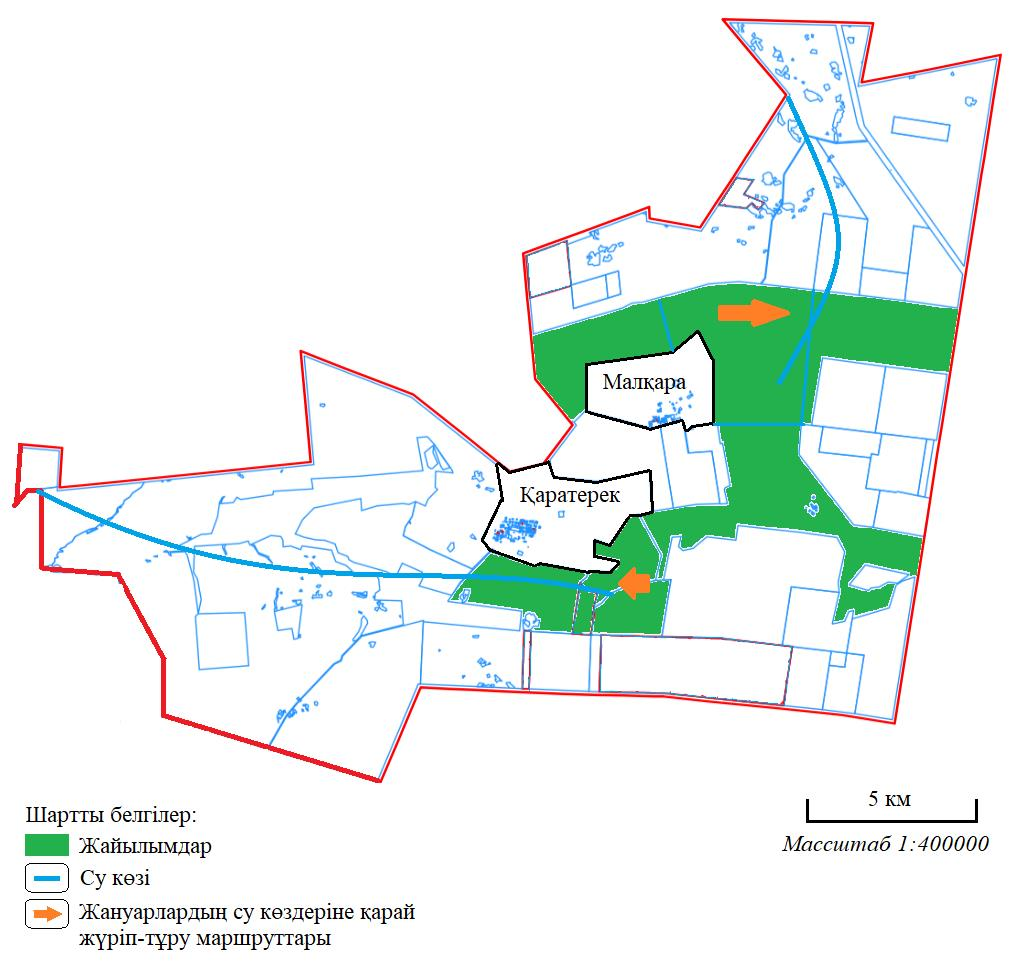 Малқара
Қаратерек
5 км
Масштаб 1:400000
Шартты белгілер:
Жайылымдар
Су көзі
Жануарлардың су көздеріне қарай
жүріп-тұру маршруттары